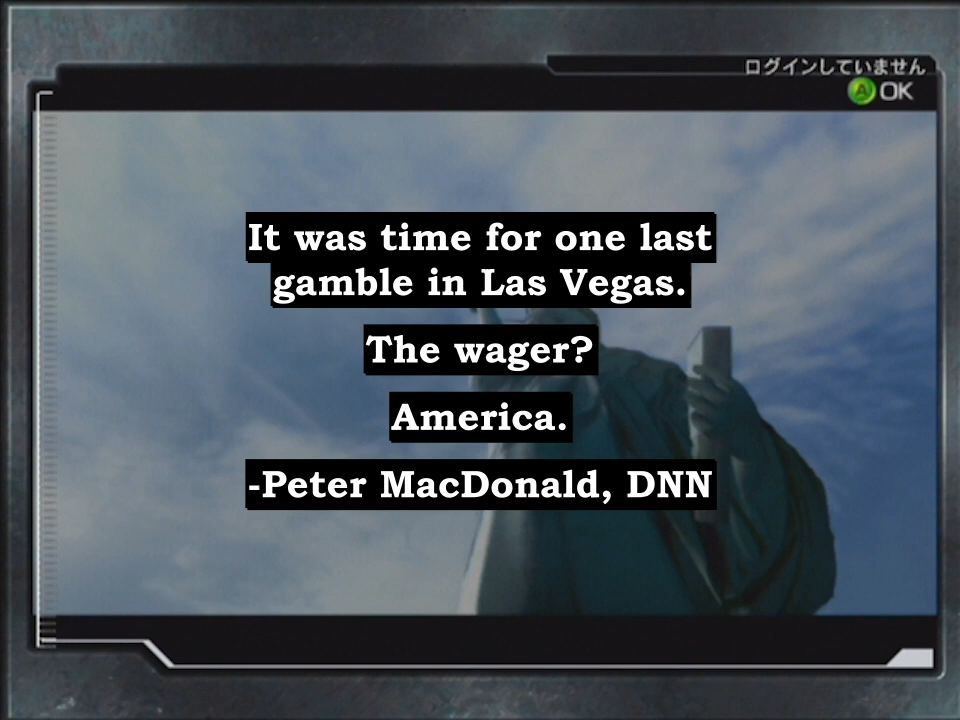 ログインしていません
A OK
It was time for one last
gamble in Las Vegas.
The wager?
America.
-Peter MacDonald, DNN